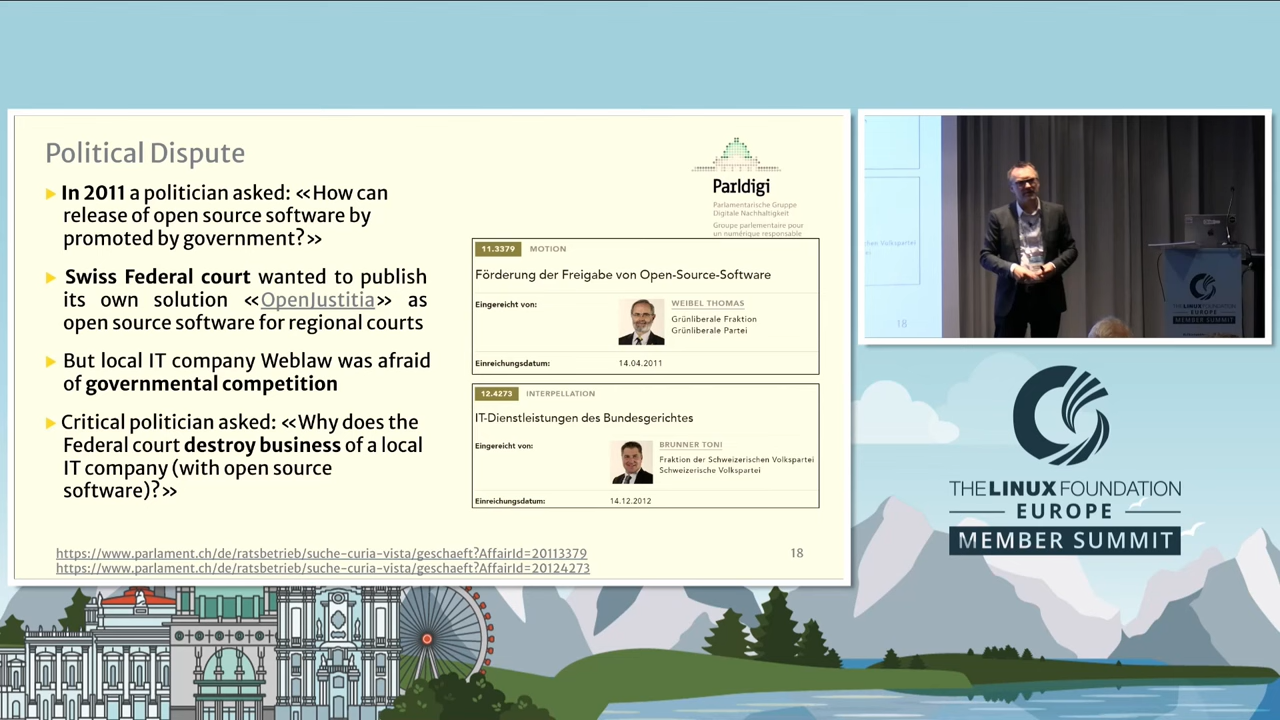 Political Dispute
In 2011 a politician asked: «How can
release of open source software by
promoted by government?»
Swiss Federal court wanted to publish
its own solution «OpenJustitia» as
open source software for regional courts
But local IT company Weblaw was afraid
of governmental competition
Critical politician asked: «Why does the
Federal court destroy business of a local
IT company (with open source
software)?»
Parldigi
Parlamentarische Gruppe
Digitale Nachhaltigkeit
Groupe parlementaire pour
un numérique responsable
11.3379 MOTION
Förderung der Freigabe von Open-Source-Software
Eingereicht von:
WEIBEL THOMAS
Grünliberale Fraktion
Grünliberale Partei
Einreichungsdatum: 14.04.2011
12.4273 INTERPELLATION
IT-Dienstleistungen des Bundesgerichtes
Eingereicht von:
BRUNNER TONI
Fraktion der Schweizerischen Volkspartei
Schweizerische Volkspartei
Einreichungsdatum: 14.12.2012
https://www.parlament.ch/de/ratsbetrieb/suche-curia-vista/geschaeft?AffairId=20113379
https://www.parlament.ch/de/ratsbetrieb/suche-curia-vista/geschaeft?AffairId=20124273
18
18
THE LINUX FOUNDATION
EUROPE
MEMBER SUMMIT
THE LINUX FOUNDATION
EUROPE
MEMBER SUMMIT